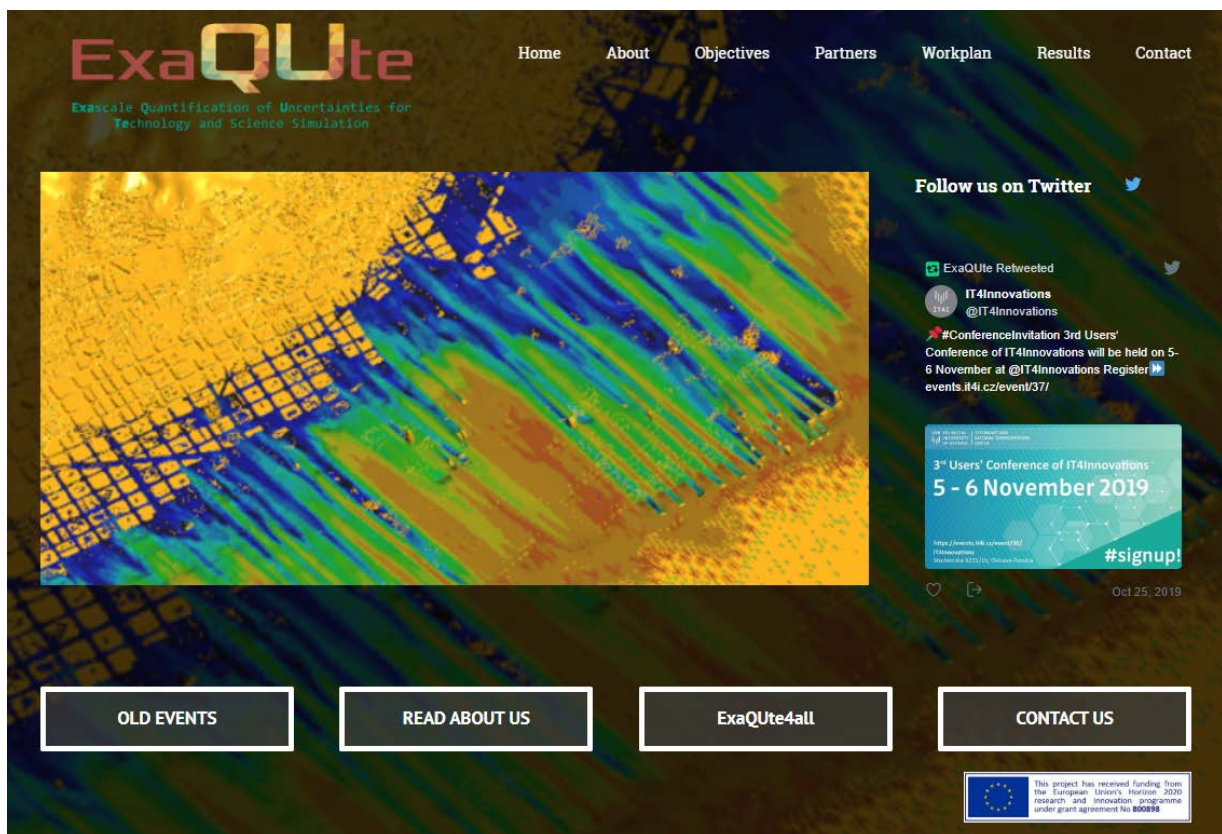 ExaQUte
Exascale Quantification of Uncertainties for
Technology and Science Simulation
Home About Objectives Partners Workplan Results Contact
Follow us on Twitter
ExaQUte Retweeted
IT4Innovations
@IT4Innovations
📌#ConferenceInvitation 3rd Users'
Conference of IT4Innovations will be held on 5-
6 November at @IT4Innovations Register⏩
events.it4i.cz/event/37/
3rd Users' Conference of IT4Innovations
5 - 6 November 2019
IT4Innovations
#signup!
Oct 25, 2019
OLD EVENTS
READ ABOUT US
ExaQUte4all
CONTACT US
This project has received funding from
the European Union's Horizon 2020
research and innovation programme
under grant agreement No 800898